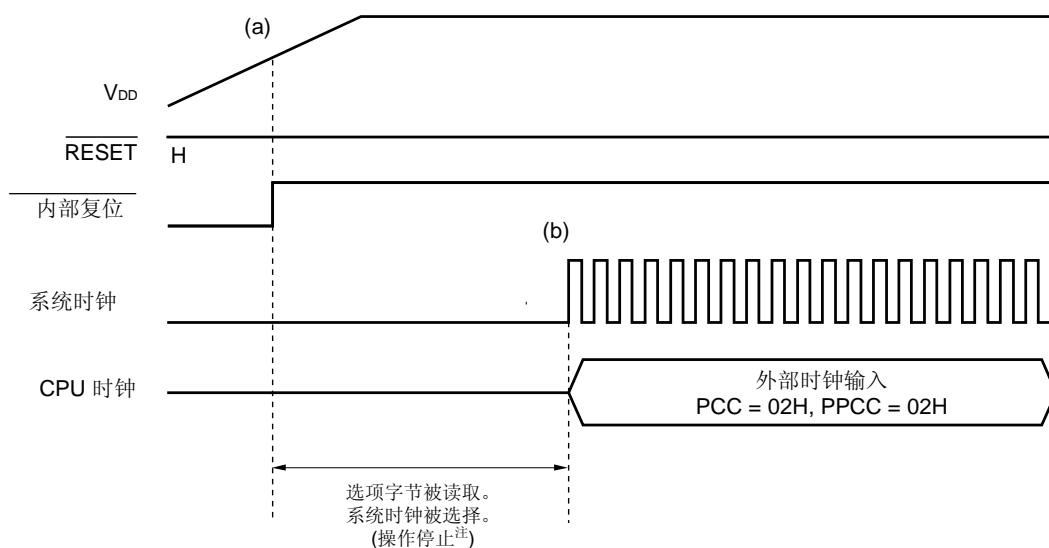 (a)
VDD
RESET
H
内部复位
(b)
系统时钟
CPU 时钟
外部时钟输入
PCC = 02H, PPCC = 02H
选项字节被读取。
系统时钟被选择。
(操作停止注)